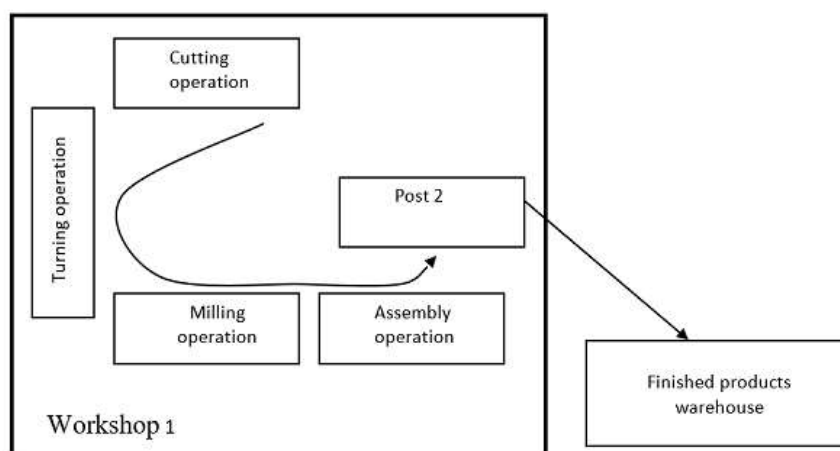 Cutting
operation
Turning operation
Post 2
Milling
operation
Assembly
operation
Finished products
warehouse
Workshop 1